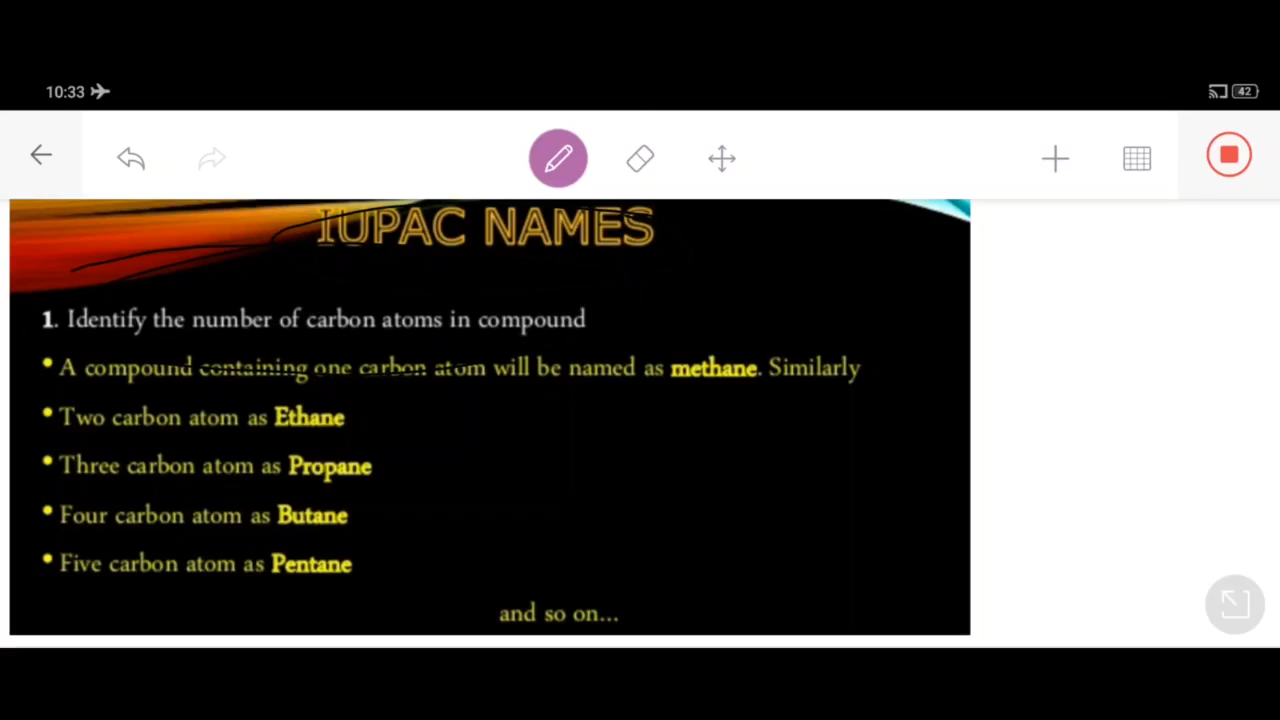 10:33
42
IUPAC NAMES
1. Identify the number of carbon atoms in compound
• A compound containing one carbon atom will be named as methane. Similarly
• Two carbon atom as Ethane
• Three carbon atom as Propane
• Four carbon atom as Butane
• Five carbon atom as Pentane
and so on...